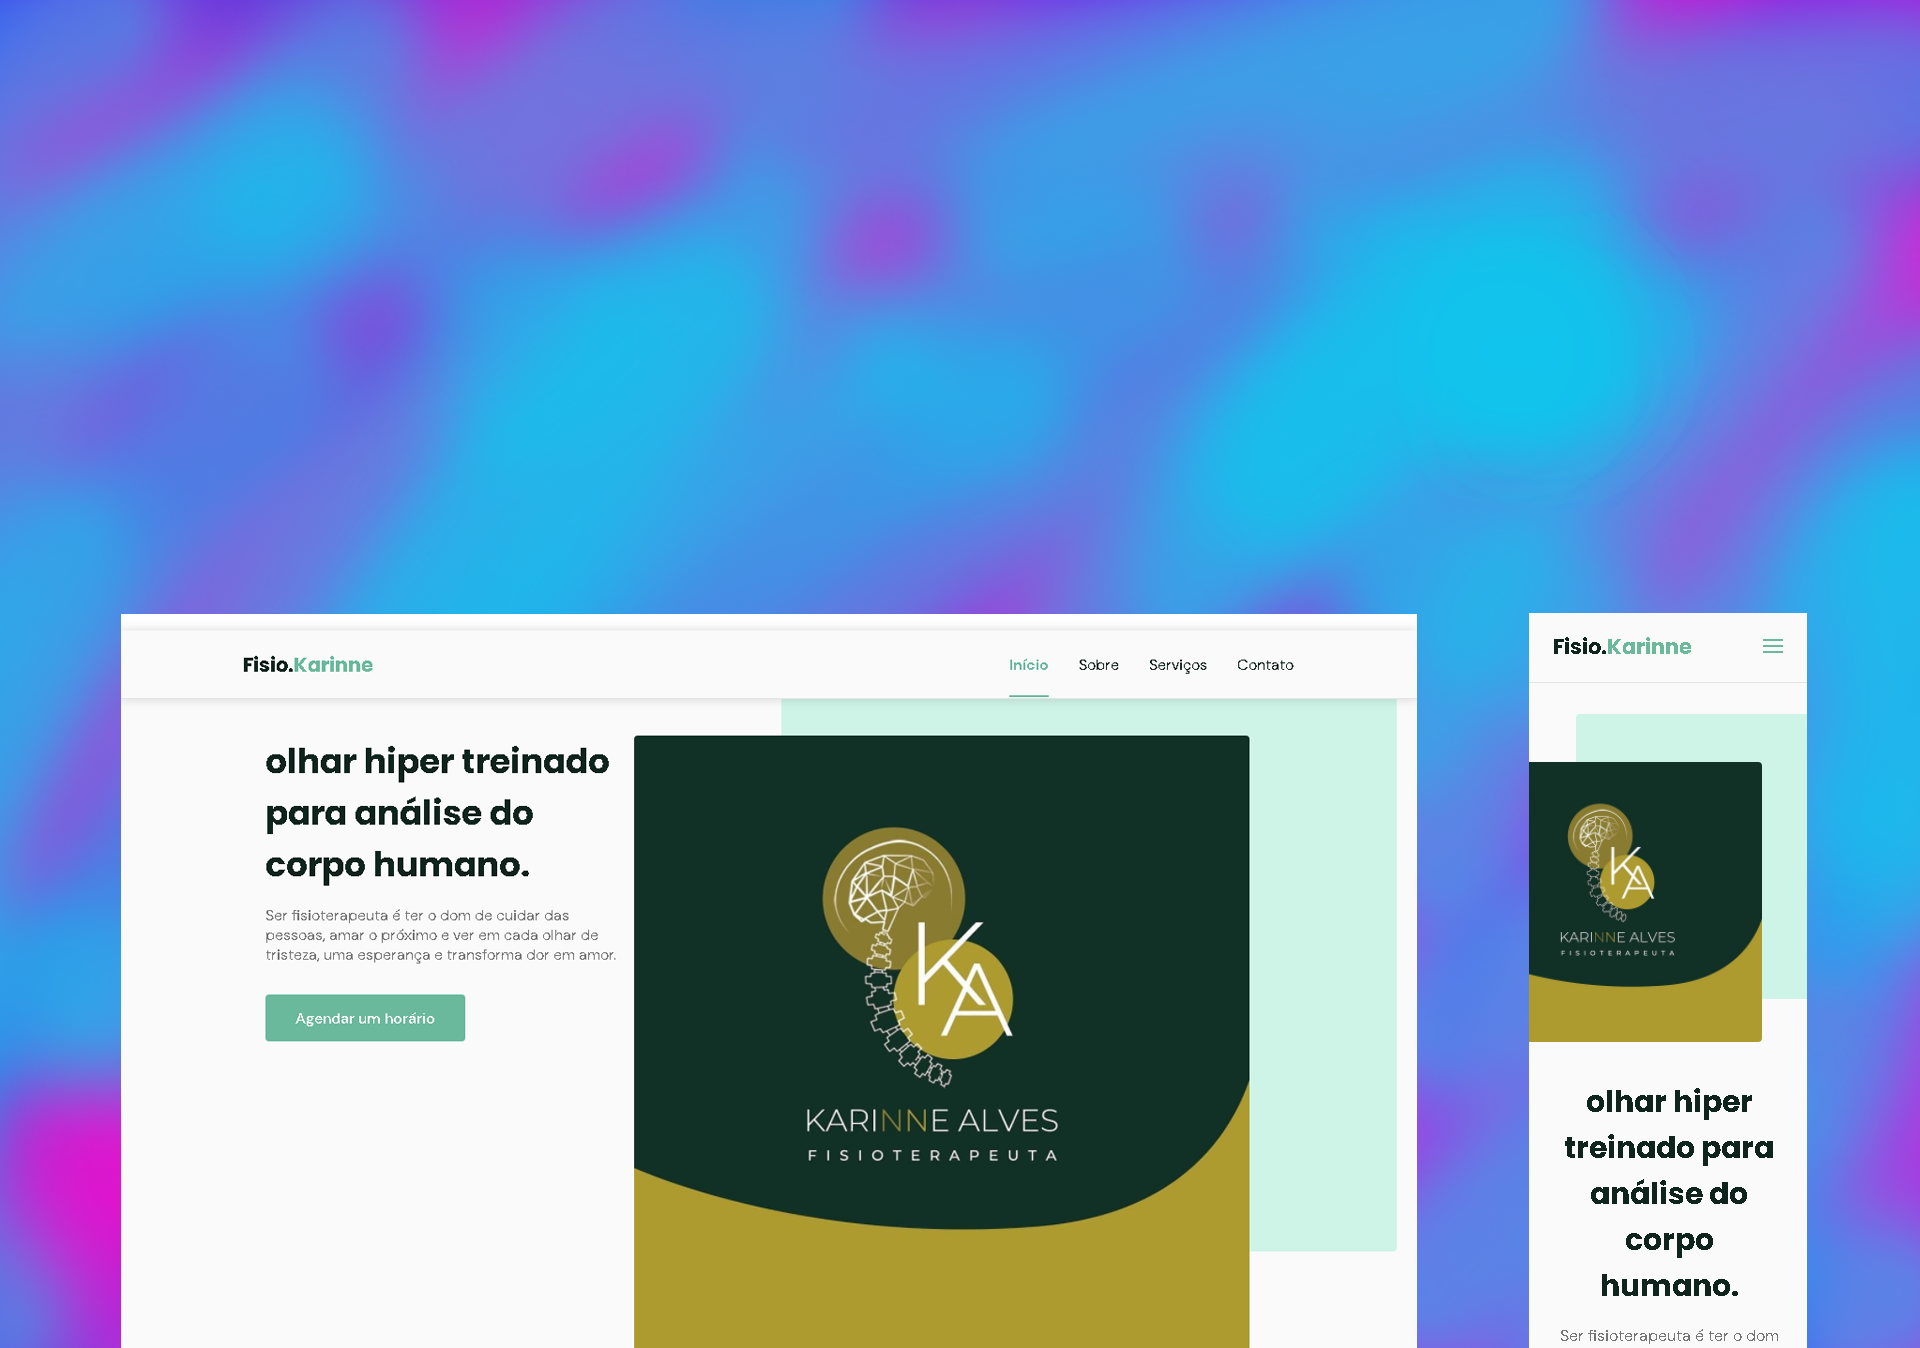 Fisio.Karinne
Início Sobre Serviços Contato
olhar hiper treinado
para análise do
corpo humano.
Ser fisioterapeuta é ter o dom de cuidar das
pessoas, amar o próximo e ver em cada olhar de
tristeza, uma esperança e transforma dor em amor.
Agendar um horário
KA
KARINNE ALVES
FISIOTERAPEUTA
Fisio.Karinne
KA
KARINNE ALVES
FISIOTERAPEUTA
olhar hiper
treinado para
análise do
corpo
humano.
Ser fisioterapeuta é ter o dom